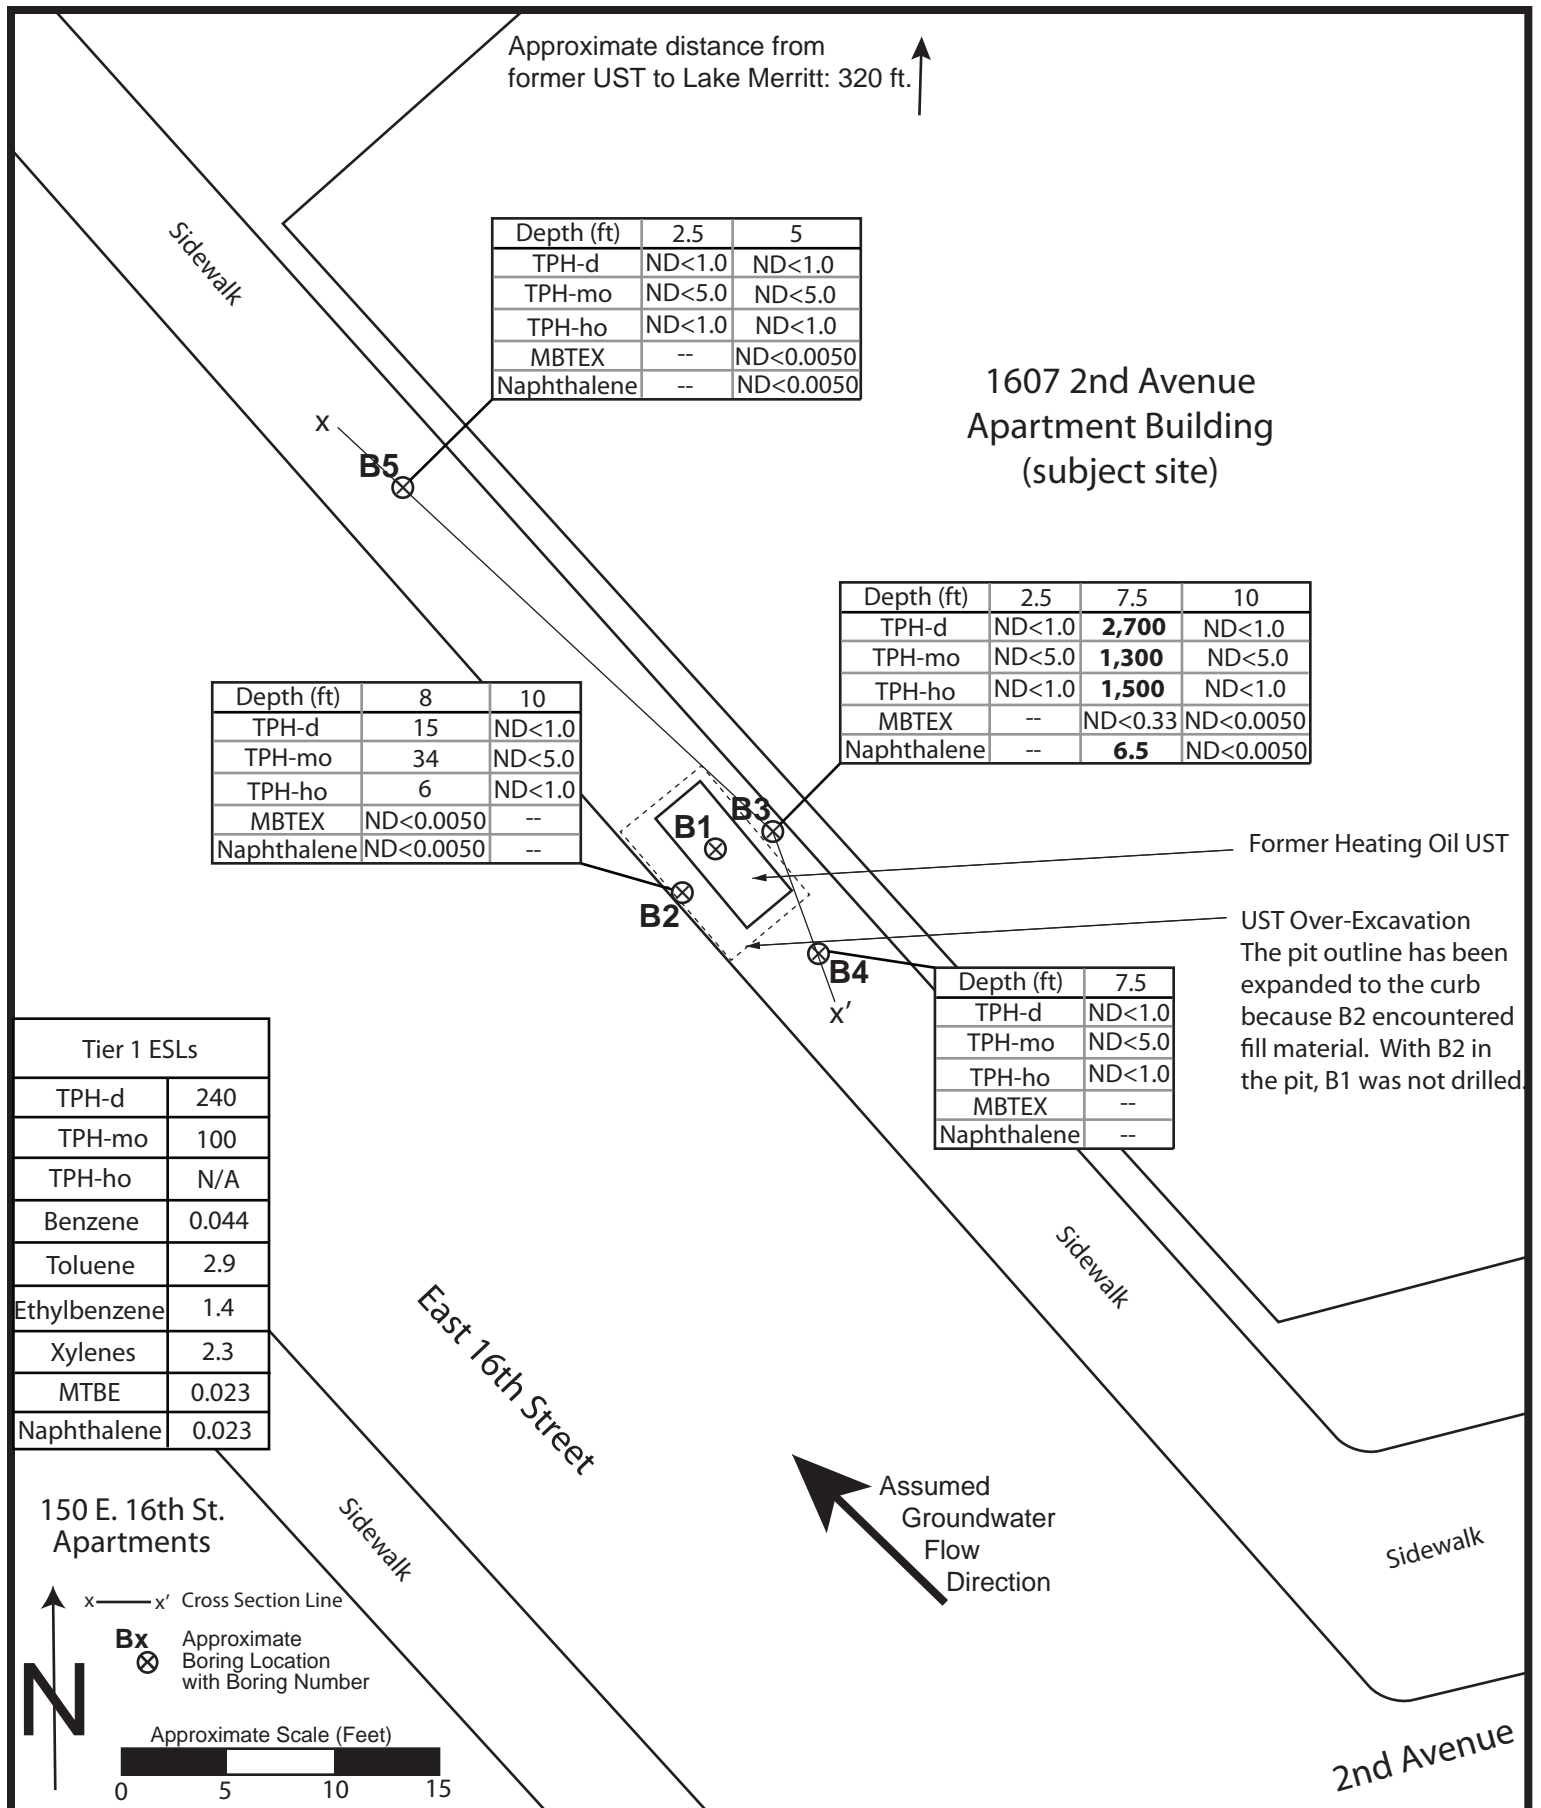 Approximate distance from
former UST to Lake Merritt: 320 ft.
Sidewalk
Depth (ft) 2.5 5
TPH-d ND<1.0 ND<1.0
TPH-mo ND<5.0 ND<5.0
TPH-ho ND<1.0 ND<1.0
MBTEX -- ND<0.0050
Naphthalene -- ND<0.0050
1607 2nd Avenue
Apartment Building
(subject site)
x
B5
Depth (ft) 2.5 7.5 10
TPH-d ND<1.0 2,700 ND<1.0
TPH-mo ND<5.0 1,300 ND<5.0
TPH-ho ND<1.0 1,500 ND<1.0
MBTEX -- ND<0.33 ND<0.0050
Naphthalene -- 6.5 ND<0.0050
Depth (ft) 8 10
TPH-d 15 ND<1.0
TPH-mo 34 ND<5.0
TPH-ho 6 ND<1.0
MBTEX ND<0.0050 --
Naphthalene ND<0.0050 --
B3
B1
B2
B4
x’
Former Heating Oil UST
UST Over-Excavation
The pit outline has been
expanded to the curb
because B2 encountered
fill material. With B2 in
the pit, B1 was not drilled.
Depth (ft) 7.5
TPH-d ND<1.0
TPH-mo ND<5.0
TPH-ho ND<1.0
MBTEX --
Naphthalene --
Tier 1 ESLs
TPH-d 240
TPH-mo 100
TPH-ho N/A
Benzene 0.044
Toluene 2.9
Ethylbenzene 1.4
Xylenes 2.3
MTBE 0.023
Naphthalene 0.023
Sidewalk
East 16th Street
Assumed
Groundwater
Flow
Direction
Sidewalk
150 E. 16th St.
Apartments
Sidewalk
x x’ Cross Section Line
Bx Approximate
Boring Location
with Boring Number
N
Approximate Scale (Feet)
0 5 10 15
2nd Avenue